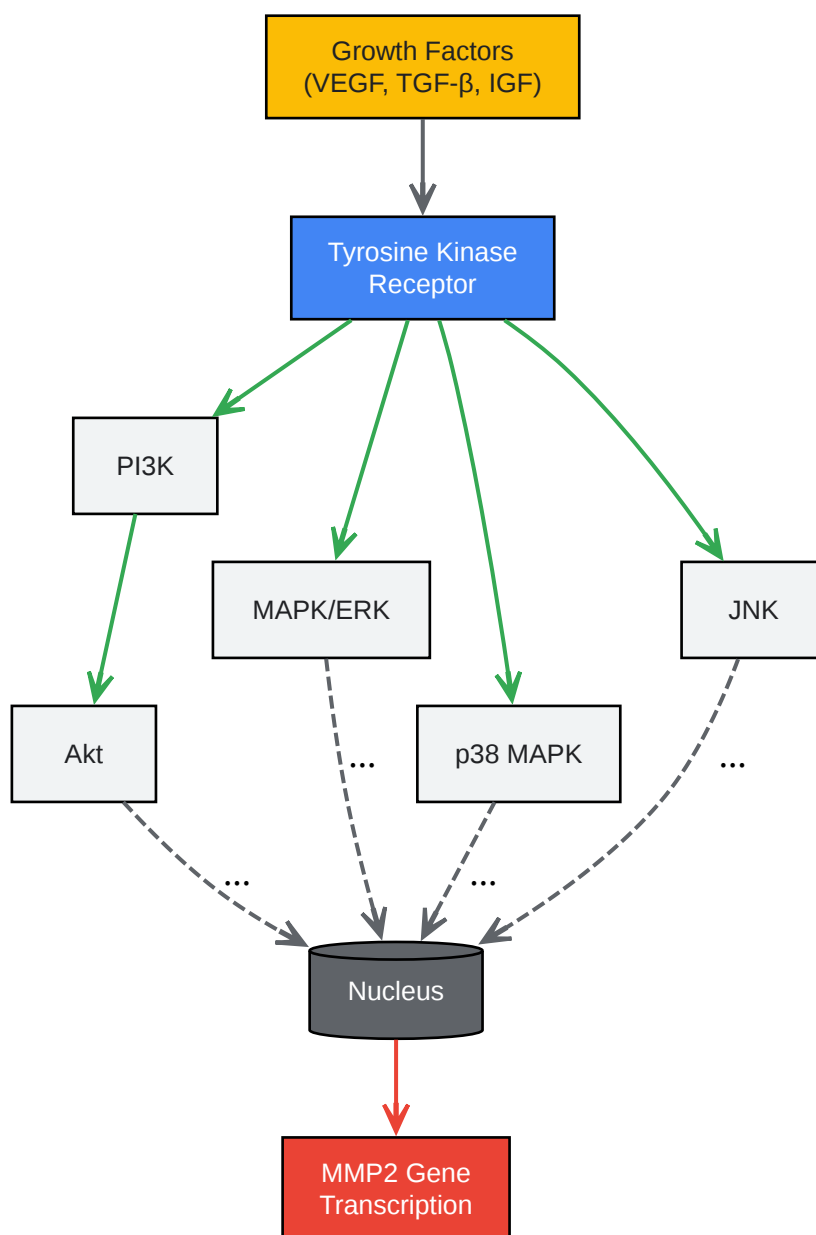 Growth Factors
(VEGF, TGF-β, IGF)
Tyrosine Kinase
Receptor
PI3K
MAPK/ERK
JNK
Akt
...
p38 MAPK
...
...
...
Nucleus
MMP2 Gene
Transcription